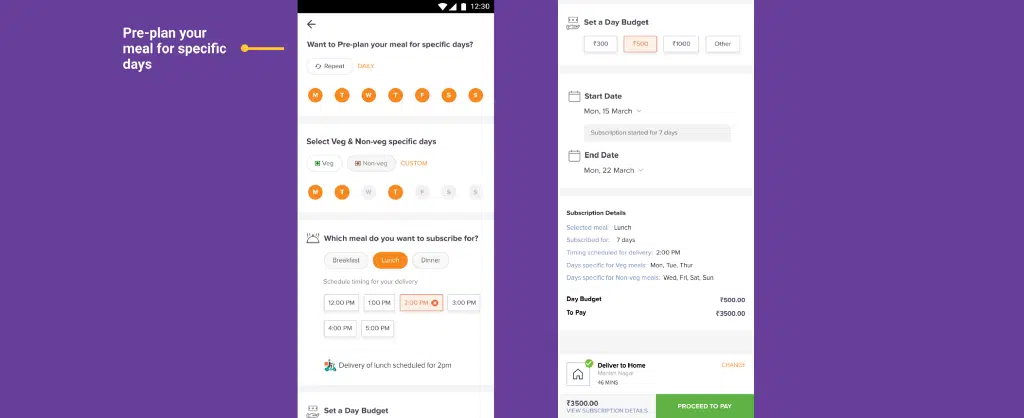 Pre-plan your
meal for specific
days
12:30
Want to Pre-plan your meal for specific days?
Repeat DAILY
M T W T F S S
Select Veg & Non-veg specific days
Veg Non-veg CUSTOM
M T W T F S S
Which meal do you want to subscribe for?
Breakfast Lunch Dinner
Schedule timing for your delivery
12:00 PM 1:00 PM 2:00 PM 3:00 PM
4:00 PM 5:00 PM
Delivery of lunch scheduled for 2pm
Set a Day Budget
Set a Day Budget
₹300 ₹500 ₹1000 Other
Start Date
Mon, 15 March
Subscription started for 7 days
End Date
Mon, 22 March
Subscription Details
Selected meal: Lunch
Subscribed for: 7 days
Timing scheduled for delivery: 2:00 PM
Days specific for Veg meels: Mon, Tue, Thur
Days specific for Non-veg meels: Wed, Fri, Sat, Sun
Day Budget ₹500.00
To Pay ₹3500.00
Deliver to Home CHANGE
Manish Nagar
46 MINS
₹3500.00
VIEW SUBSCRIPTION DETAILS
PROCEED TO PAY